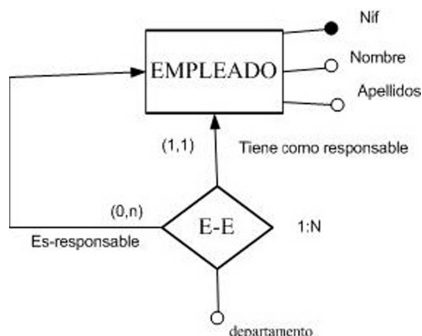 Nif
Nombre
EMPLEADO
Apellidos
(1,1)
Tiene como responsable
(0,n)
E-E
1:N
Es-responsable
departamento